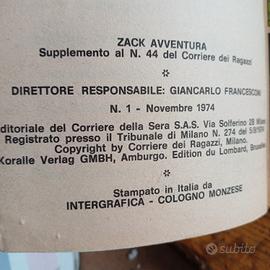 ZACK AVVENTURA
Supplemento al N. 44 del Corriere dei Ragazzi
DIRETTORE RESPONSABILE: GIANCARLO FRANCESCONI
N. 1 - Novembre 1974
Editoriale del Corriere della Sera S.A.S. Via Solferino 28 Milano
Registrato presso il Tribunale di Milano N. 274 del
Copyright by Corriere dei Ragazzi, Milano.
Koralle Verlag GMBH, Amburgo. Edition du Lombard,
Stampato in Italia da
INTERGRAFICA - COLOGNO MONZESE
subito